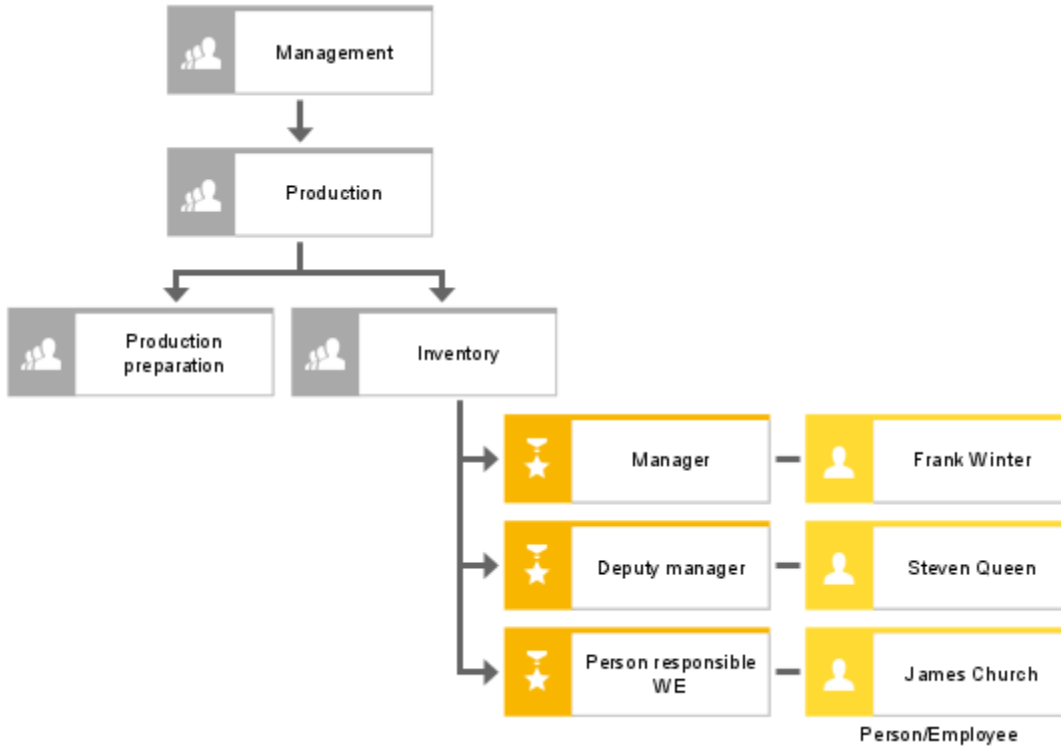 Management
Production
Production
preparation
Inventory
Manager
Frank Winter
Deputy manager
Steven Queen
Person responsible
WE
James Church
Person/Employee